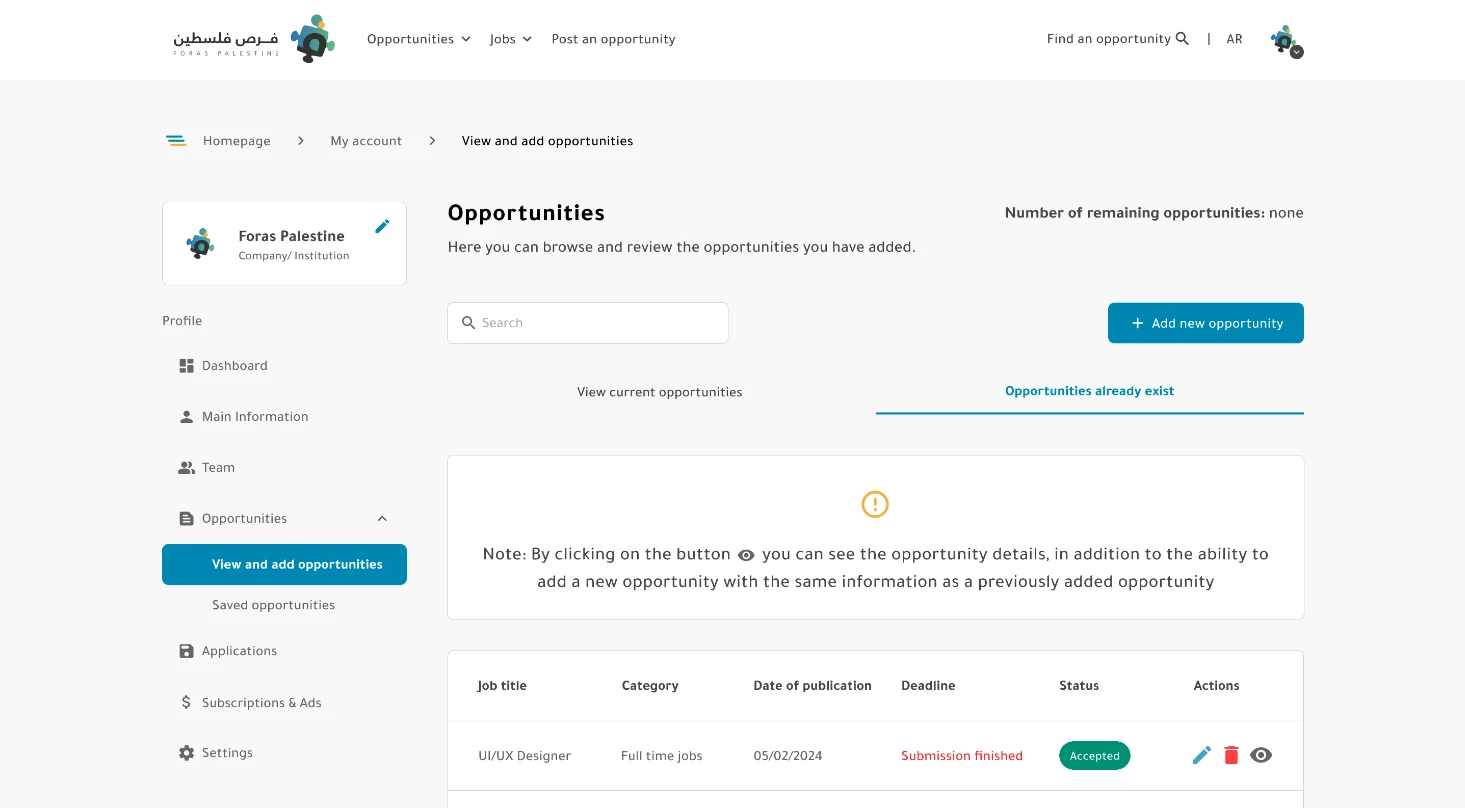 فرص فلسطين
FORAS PALESTINE
Opportunities
Jobs
Post an opportunity
Find an opportunity
|
AR
Homepage
My account
View and add opportunities
Foras Palestine
Company/ Institution
Profile
Dashboard
Main Information
Team
Opportunities
View and add opportunities
Saved opportunities
Applications
Subscriptions & Ads
Settings
Opportunities
Number of remaining opportunities: none
Here you can browse and review the opportunities you have added.
Search
+ Add new opportunity
View current opportunities
Opportunities already exist
Note: By clicking on the button you can see the opportunity details, in addition to the ability to
add a new opportunity with the same information as a previously added opportunity
Job title Category Date of publication Deadline Status Actions
UI/UX Designer Full time jobs 05/02/2024 Submission finished Accepted